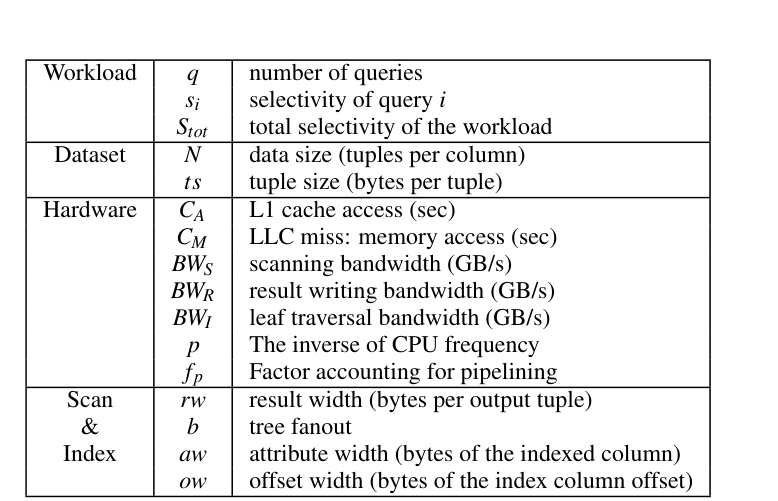 Workload q number of queries
s_i selectivity of query i
S_tot total selectivity of the workload
Dataset N data size (tuples per column)
ts tuple size (bytes per tuple)
Hardware C_A L1 cache access (sec)
C_M LLC miss: memory access (sec)
BW_S scanning bandwidth (GB/s)
BW_R result writing bandwidth (GB/s)
BW_I leaf traversal bandwidth (GB/s)
p The inverse of CPU frequency
f_p Factor accounting for pipelining
Scan rw result width (bytes per output tuple)
& b tree fanout
Index aw attribute width (bytes of the indexed column)
ow offset width (bytes of the index column offset)